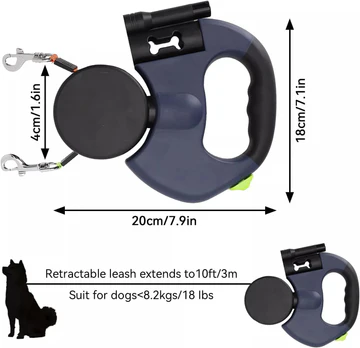 4cm/1.6in
18cm/7.1in
20cm/7.9in
Retractable leash extends to10ft/3m
Suit for dogs<8.2kgs/18 lbs